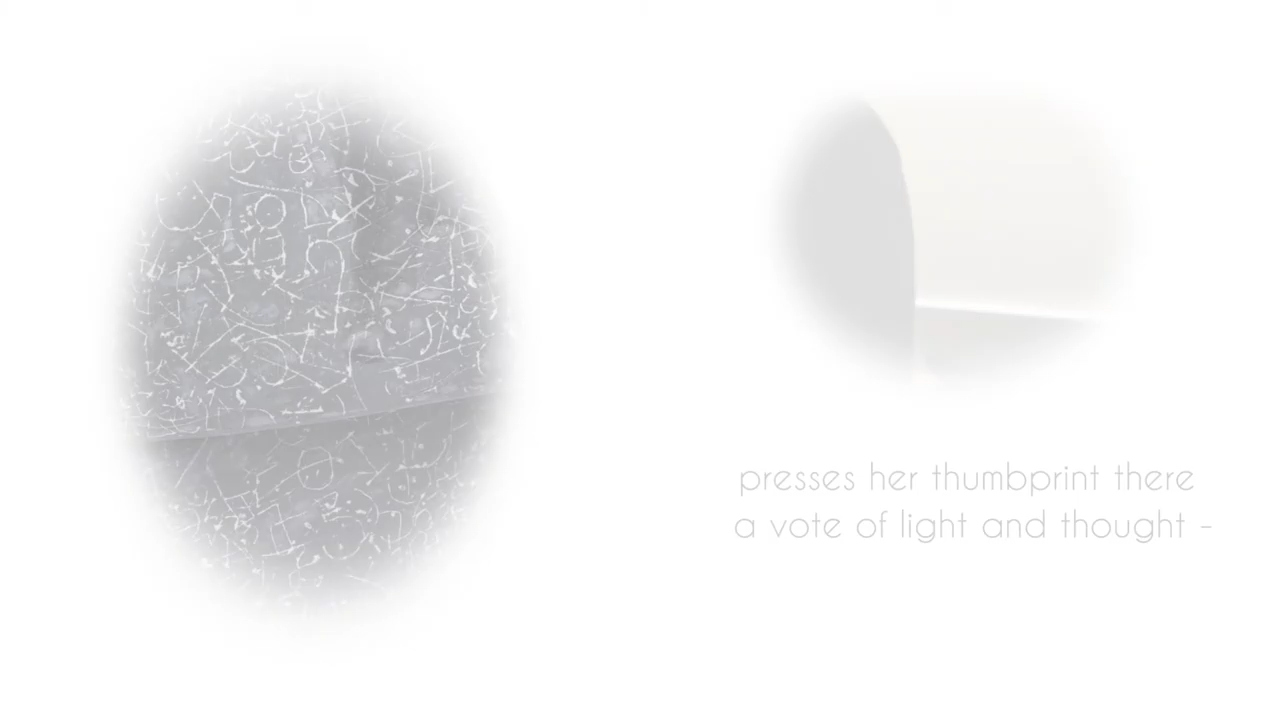 presses her thumbprint there
a vote of light and thought –